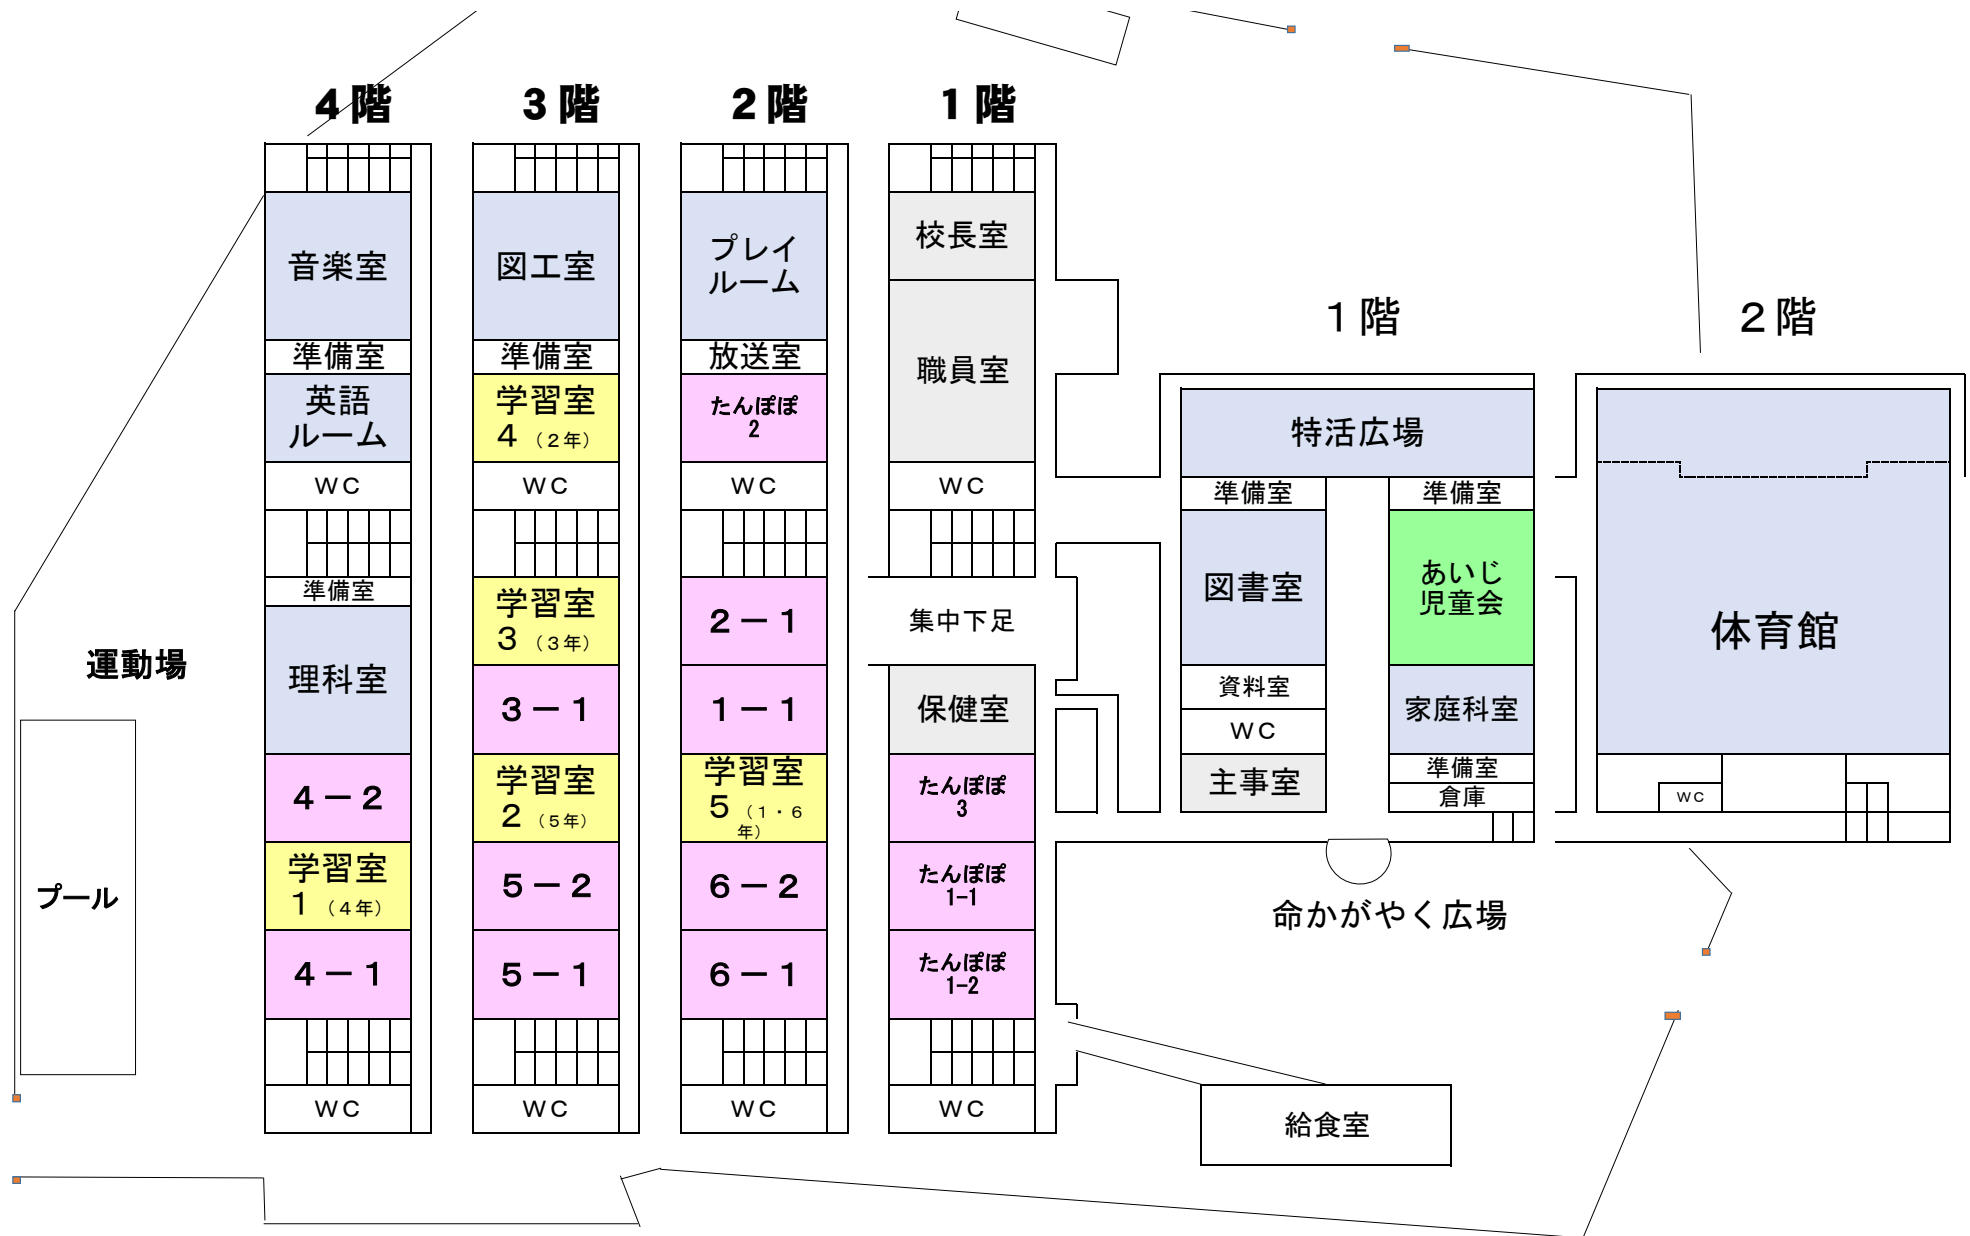 ４階
３階
２階
１階
音楽室
準備室
英語
ルーム
ＷＣ
準備室
理科室
４－２
学習室
１（４年）
４－１
ＷＣ
図工室
準備室
学習室
４（２年）
ＷＣ
学習室
３（３年）
３－１
学習室
２（５年）
５－２
５－１
ＷＣ
プレイ
ルーム
放送室
たんぽぽ
2
ＷＣ
２－１
１－１
学習室
５（１・６
年）
６－２
６－１
ＷＣ
校長室
職員室
ＷＣ
集中下足
保健室
たんぽぽ
3
たんぽぽ
1-1
たんぽぽ
1-2
ＷＣ
１階
特活広場
準備室
準備室
図書室
あいじ
児童会
資料室
ＷＣ
主事室
家庭科室
準備室
倉庫
２階
体育館
ＷＣ
運動場
プール
命かがやく広場
給食室